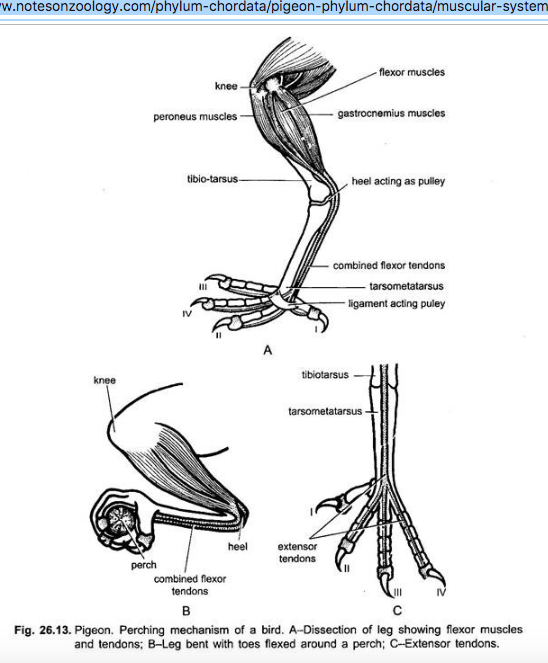 w.notesonzoology.com/phylum-chordata/pigeon-phylum-chordata/muscular-system
flexor muscles
knee
peroneus muscles
gastrocnemius muscles
tibio-tarsus
heel acting as pulley
combined flexor tendons
III
tarsometatarsus
IV
ligament acting puley
II
I
A
knee
tibiotarsus
tarsometatarsus
I
perch
heel
extensor
tendons
combined flexor
tendons
II
III
IV
B
C
Fig. 26.13. Pigeon. Perching mechanism of a bird. A–Dissection of leg showing flexor muscles
and tendons; B–Leg bent with toes flexed around a perch; C–Extensor tendons.